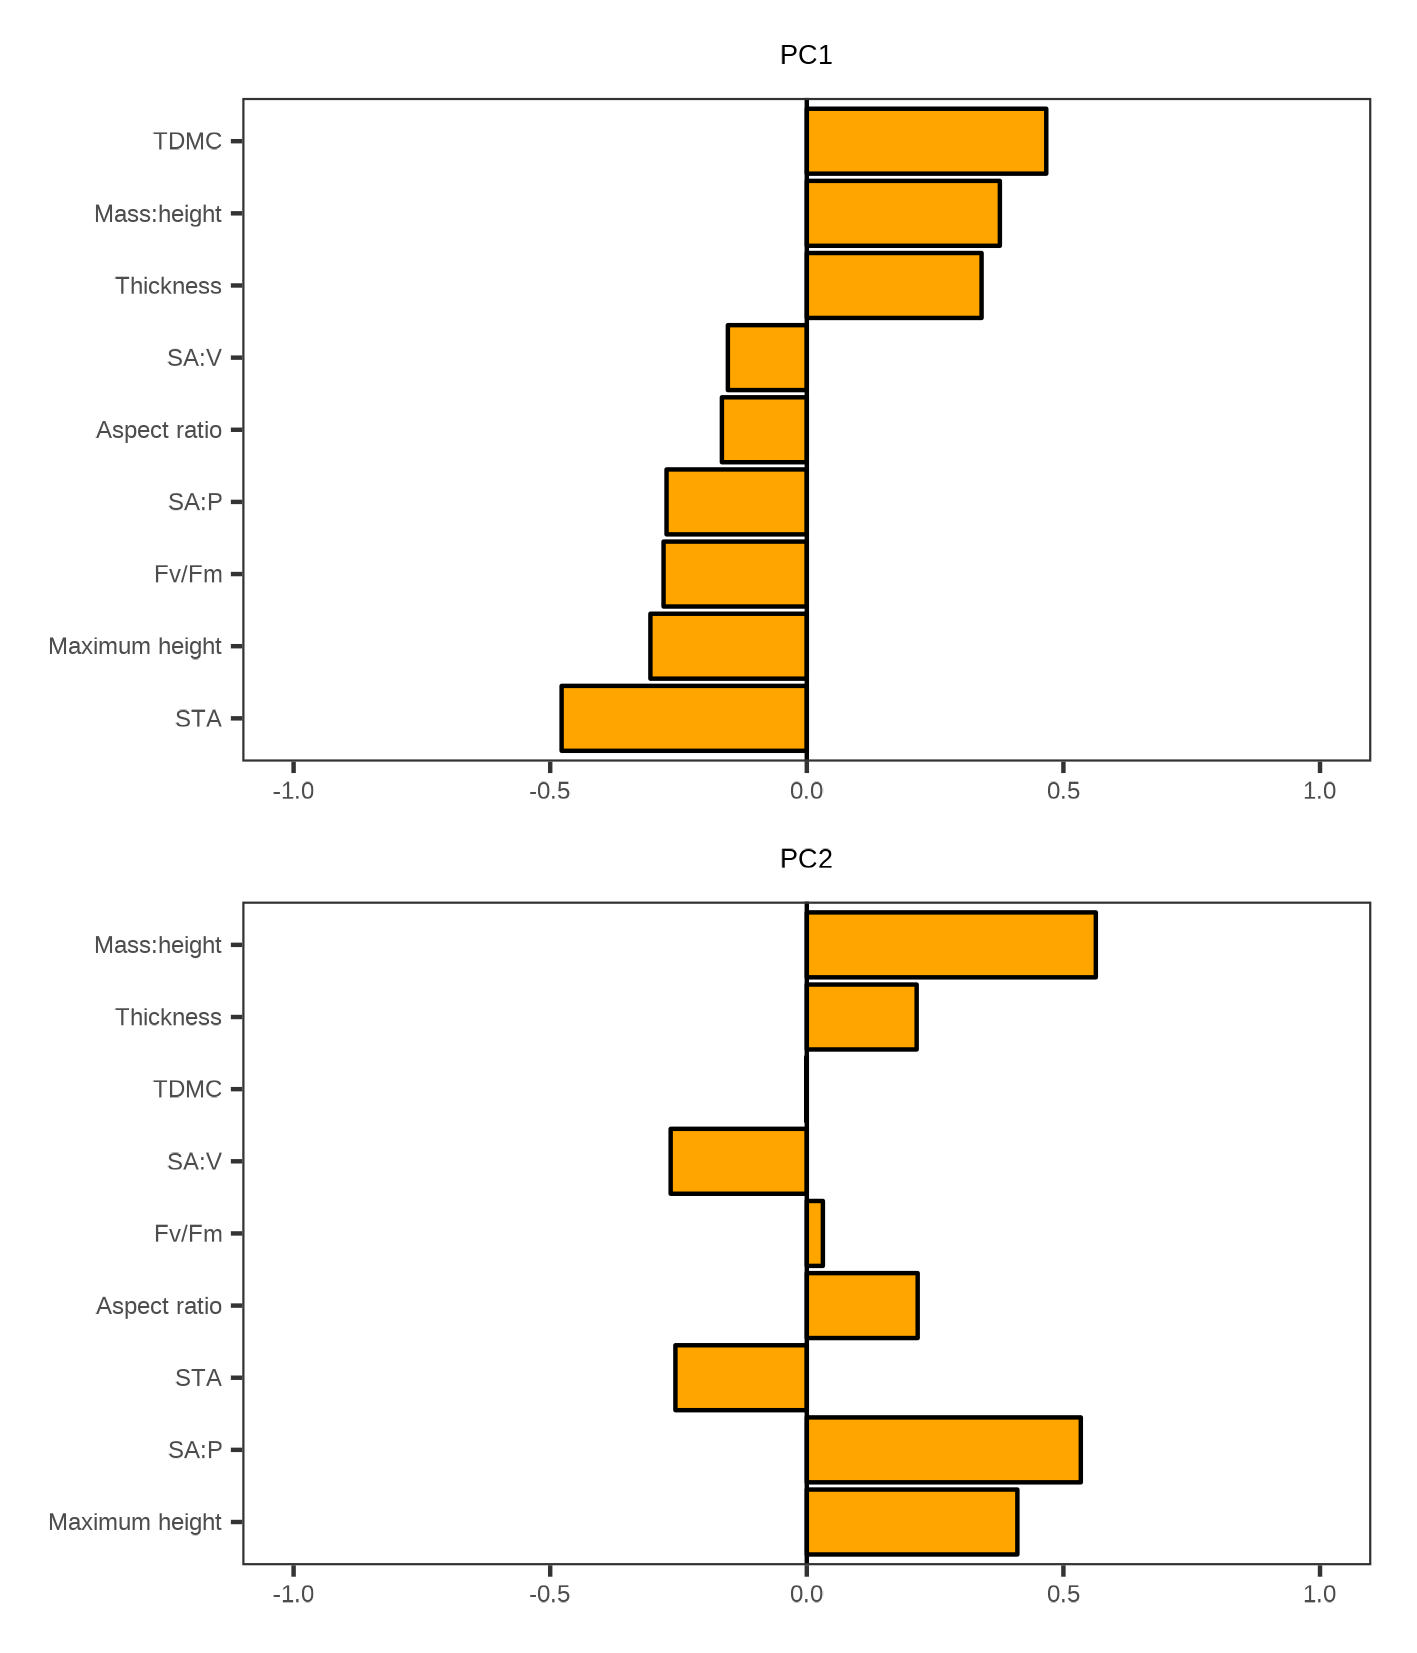 PC1
TDMC
Mass:height
Thickness
SA:V
Aspect ratio
SA:P
Fv/Fm
Maximum height
STA
-1.0 -0.5 0.0 0.5 1.0
PC2
Mass:height
Thickness
TDMC
SA:V
Fv/Fm
Aspect ratio
STA
SA:P
Maximum height
-1.0 -0.5 0.0 0.5 1.0